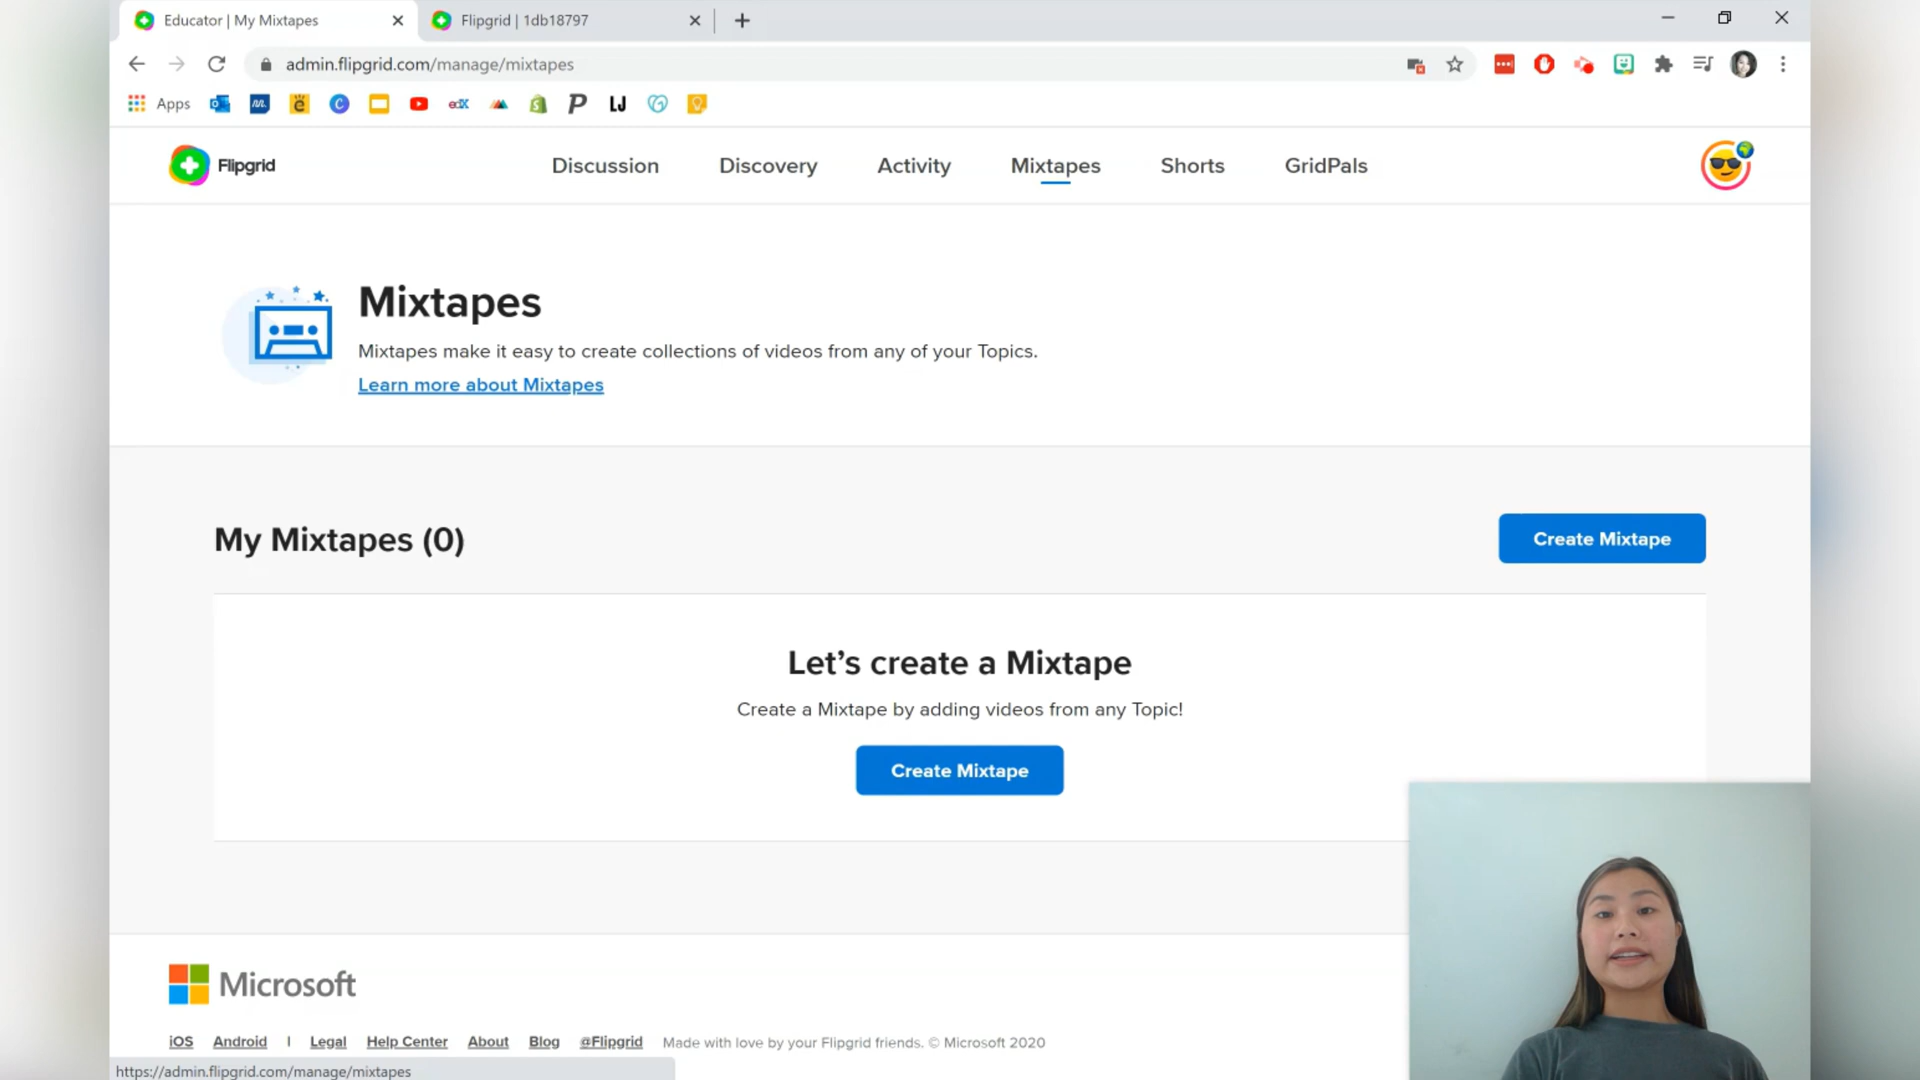 Educator | My Mixtapes
Flipgrid | 1db18797
admin.flipgrid.com/manage/mixtapes
Apps
edX
P
LJ
Flipgrid
Discussion
Discovery
Activity
Mixtapes
Shorts
GridPals
Mixtapes
Mixtapes make it easy to create collections of videos from any of your Topics.
Learn more about Mixtapes
My Mixtapes (0)
Create Mixtape
Let’s create a Mixtape
Create a Mixtape by adding videos from any Topic!
Create Mixtape
Microsoft
iOS Android | Legal Help Center About Blog @Flipgrid Made with love by your Flipgrid friends. © Microsoft 2020
https://admin.flipgrid.com/manage/mixtapes